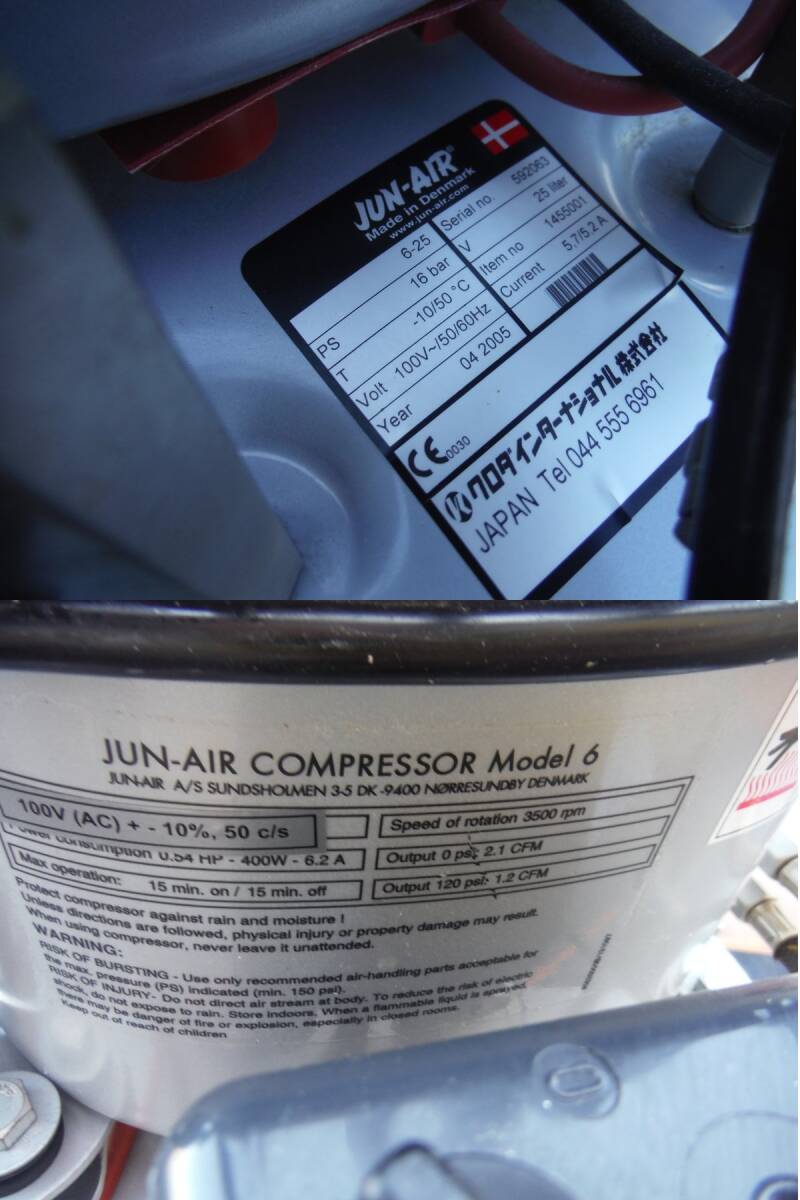 JUN-AIR®
Made in Denmark
www.jun-air.com
6-25
PS 16 bar
T -10/50 °C
Volt 100V~/50/60Hz
Year 04 2005
Serial no. 592063
V 25 liter
Item no 1455001
Current 5,7/5,2 A
CE 0030
クロダインターナショナル株式会社
JAPAN Tel 044 555 6961
JUN-AIR COMPRESSOR Model 6
JUN-AIR A/S SUNDSHOLMEN 3-5 DK-9400 NØRRESUNDBY DENMARK
100V (AC) + - 10%, 50 c/s
Power consumption 0.54 HP - 400W - 6.2 A
Max operation: 15 min. on / 15 min. off
Speed of rotation 3500 rpm
Output 0 psi: 2.1 CFM
Output 120 psi: 1.2 CFM
Protect compressor against rain and moisture !
Unless directions are followed, physical injury or property damage may result.
When using compressor, never leave it unattended.
WARNING:
RISK OF BURSTING - Use only recommended air-handling parts acceptable for
the max. pressure (PS) indicated (min. 150 psi).
RISK OF INJURY- Do not direct air stream at body. To reduce the risk of electric
shock, do not expose to rain. Store indoors. When a flammable liquid is sprayed,
there may be danger of fire or explosion, especially in closed rooms.
Keep out of reach of children